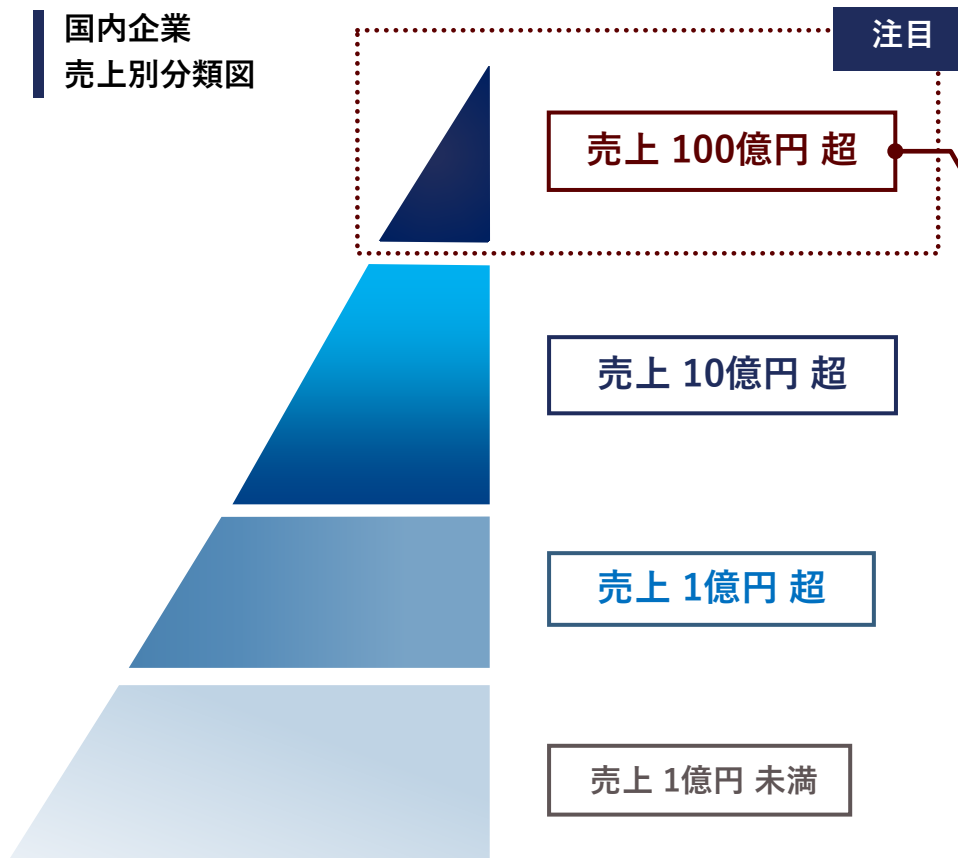 国内企業
売上別分類図
注目
売上 100億円 超
売上 10億円 超
売上 1億円 超
売上 1億円 未満